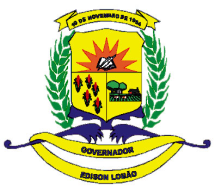 10 DE NOVEMBRO DE 1994
GOVERNADOR
EDISON LOBÃO